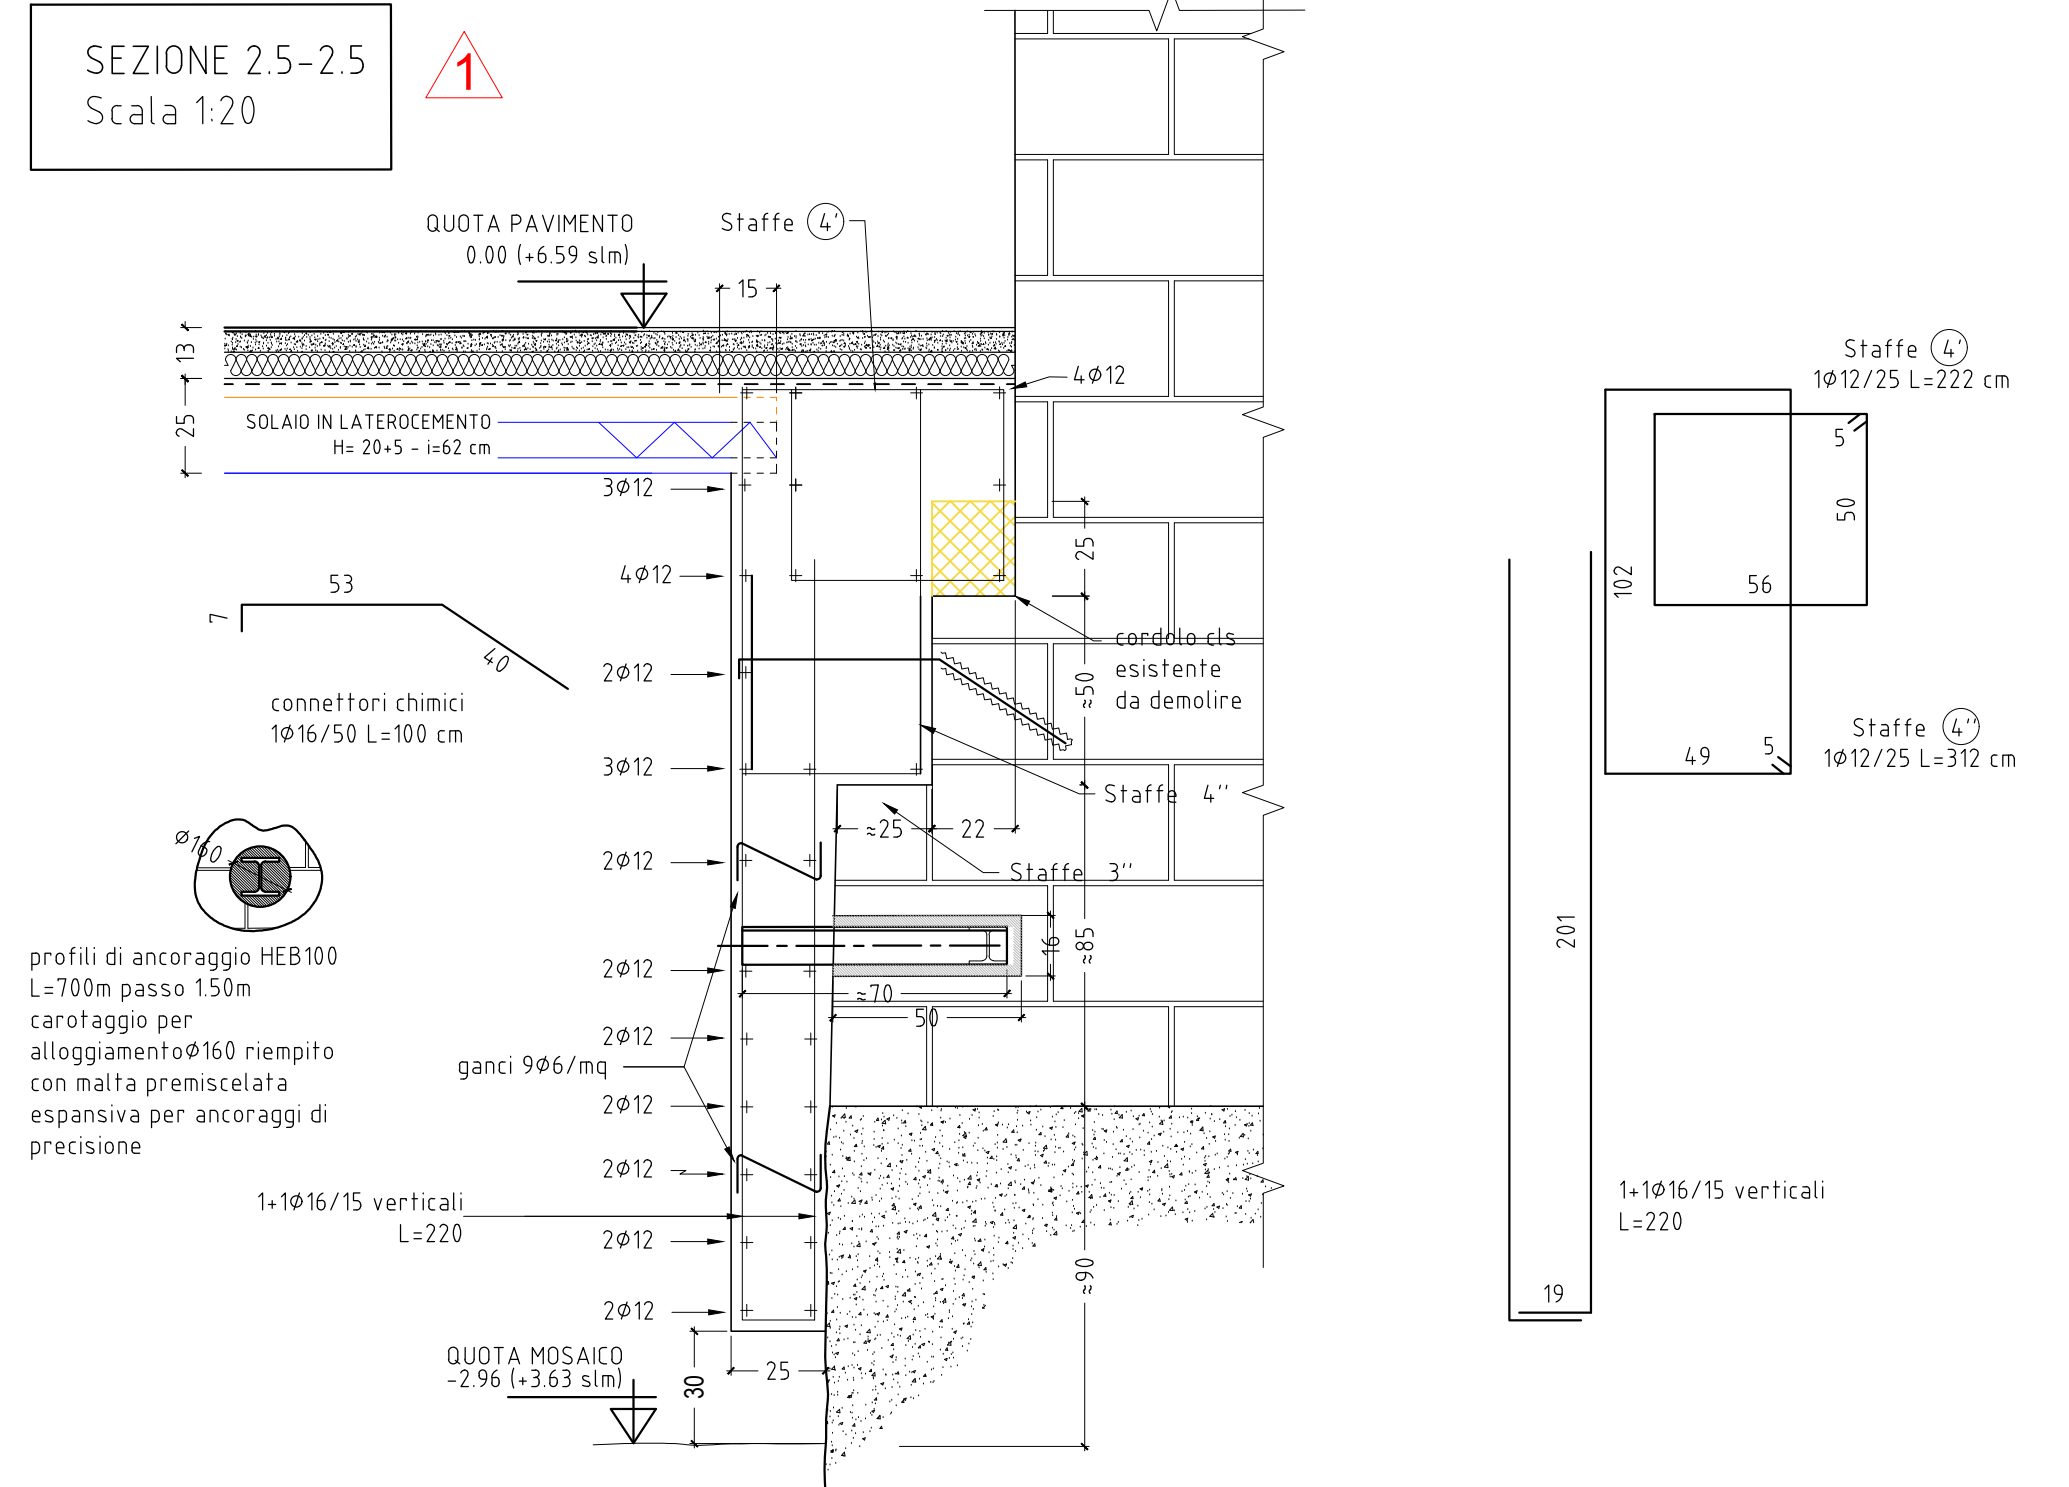 SEZIONE 2.5-2.5
Scala 1:20
1
QUOTA PAVIMENTO
0.00 (+6.59 slm)
Staffe 4'
15
13
25
4Φ12
SOLAIO IN LATEROCEMENTO
H= 20+5 - i=62 cm
3Φ12
4Φ12
2Φ12
3Φ12
2Φ12
2Φ12
2Φ12
2Φ12
2Φ12
2Φ12
2Φ12
53
7
40
connettori chimici
1Φ16/50 L=100 cm
Φ160
profili di ancoraggio HEB100
L=700m passo 1.50m
carotaggio per
alloggiamentoΦ160 riempito
con malta premiscelata
espansiva per ancoraggi di
precisione
ganci 9Φ6/mq
1+1Φ16/15 verticali
L=220
QUOTA MOSAICO
-2.96 (+3.63 slm)
30
25
25
≈50
cordolo cls
esistente
da demolire
Staffe 4''
≈25
22
Staffe 3''
16
≈85
≈70
50
≈90
Staffe 4'
1Φ12/25 L=222 cm
5
50
56
102
49
5
Staffe 4''
1Φ12/25 L=312 cm
201
19
1+1Φ16/15 verticali
L=220